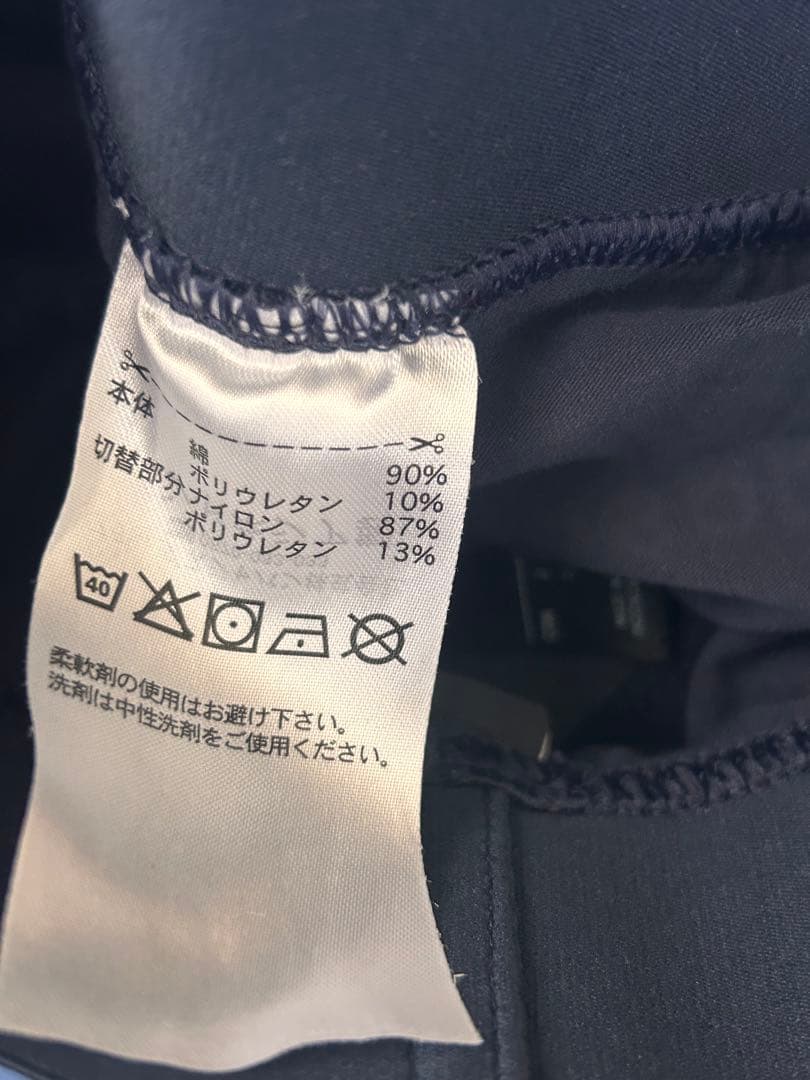 本体
綿 90%
ポリウレタン 10%
切替部分ナイロン 87%
ポリウレタン 13%
40
柔軟剤の使用はお避け下さい。
洗剤は中性洗剤をご使用ください。